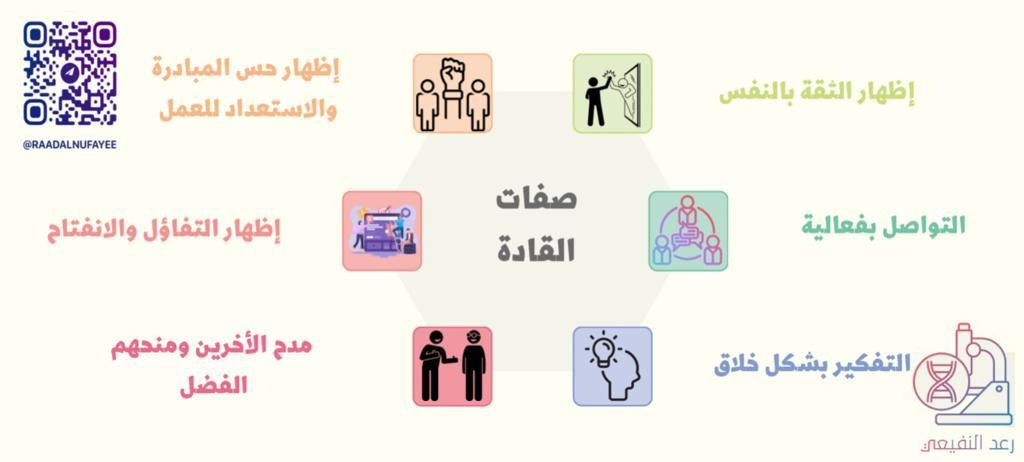 إظهار الثقة بالنفس
إظهار حس المبادرة
والاستعداد للعمل
@RAADALNUFAYEE
صفات
القادة
التواصل بفعالية
إظهار التفاؤل والانفتاح
التفكير بشكل خلاق
مدح الأخرين ومنحهم
الفضل
رعد النفيعي